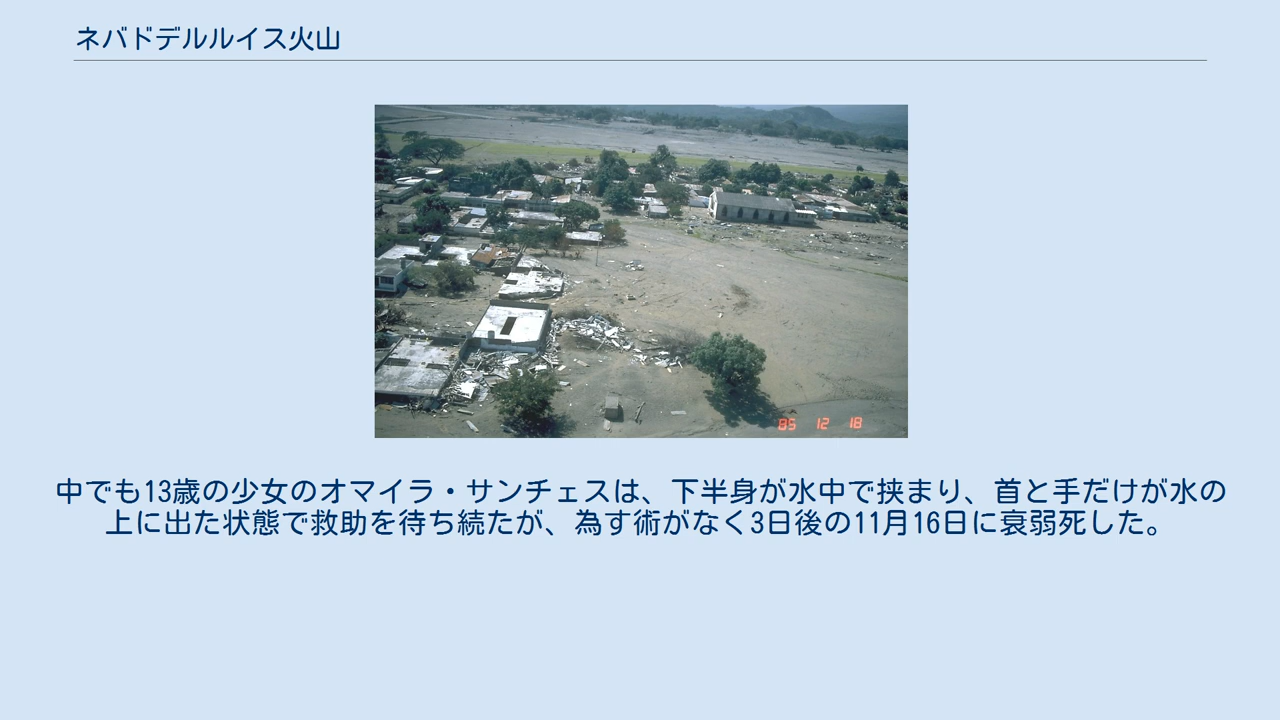 ネバドデルルイス火山
85 12 18
中でも13歳の少女のオマイラ・サンチェスは、下半身が水中で挟まり、首と手だけが水の
上に出た状態で救助を待ち続たが、為す術がなく3日後の11月16日に衰弱死した。